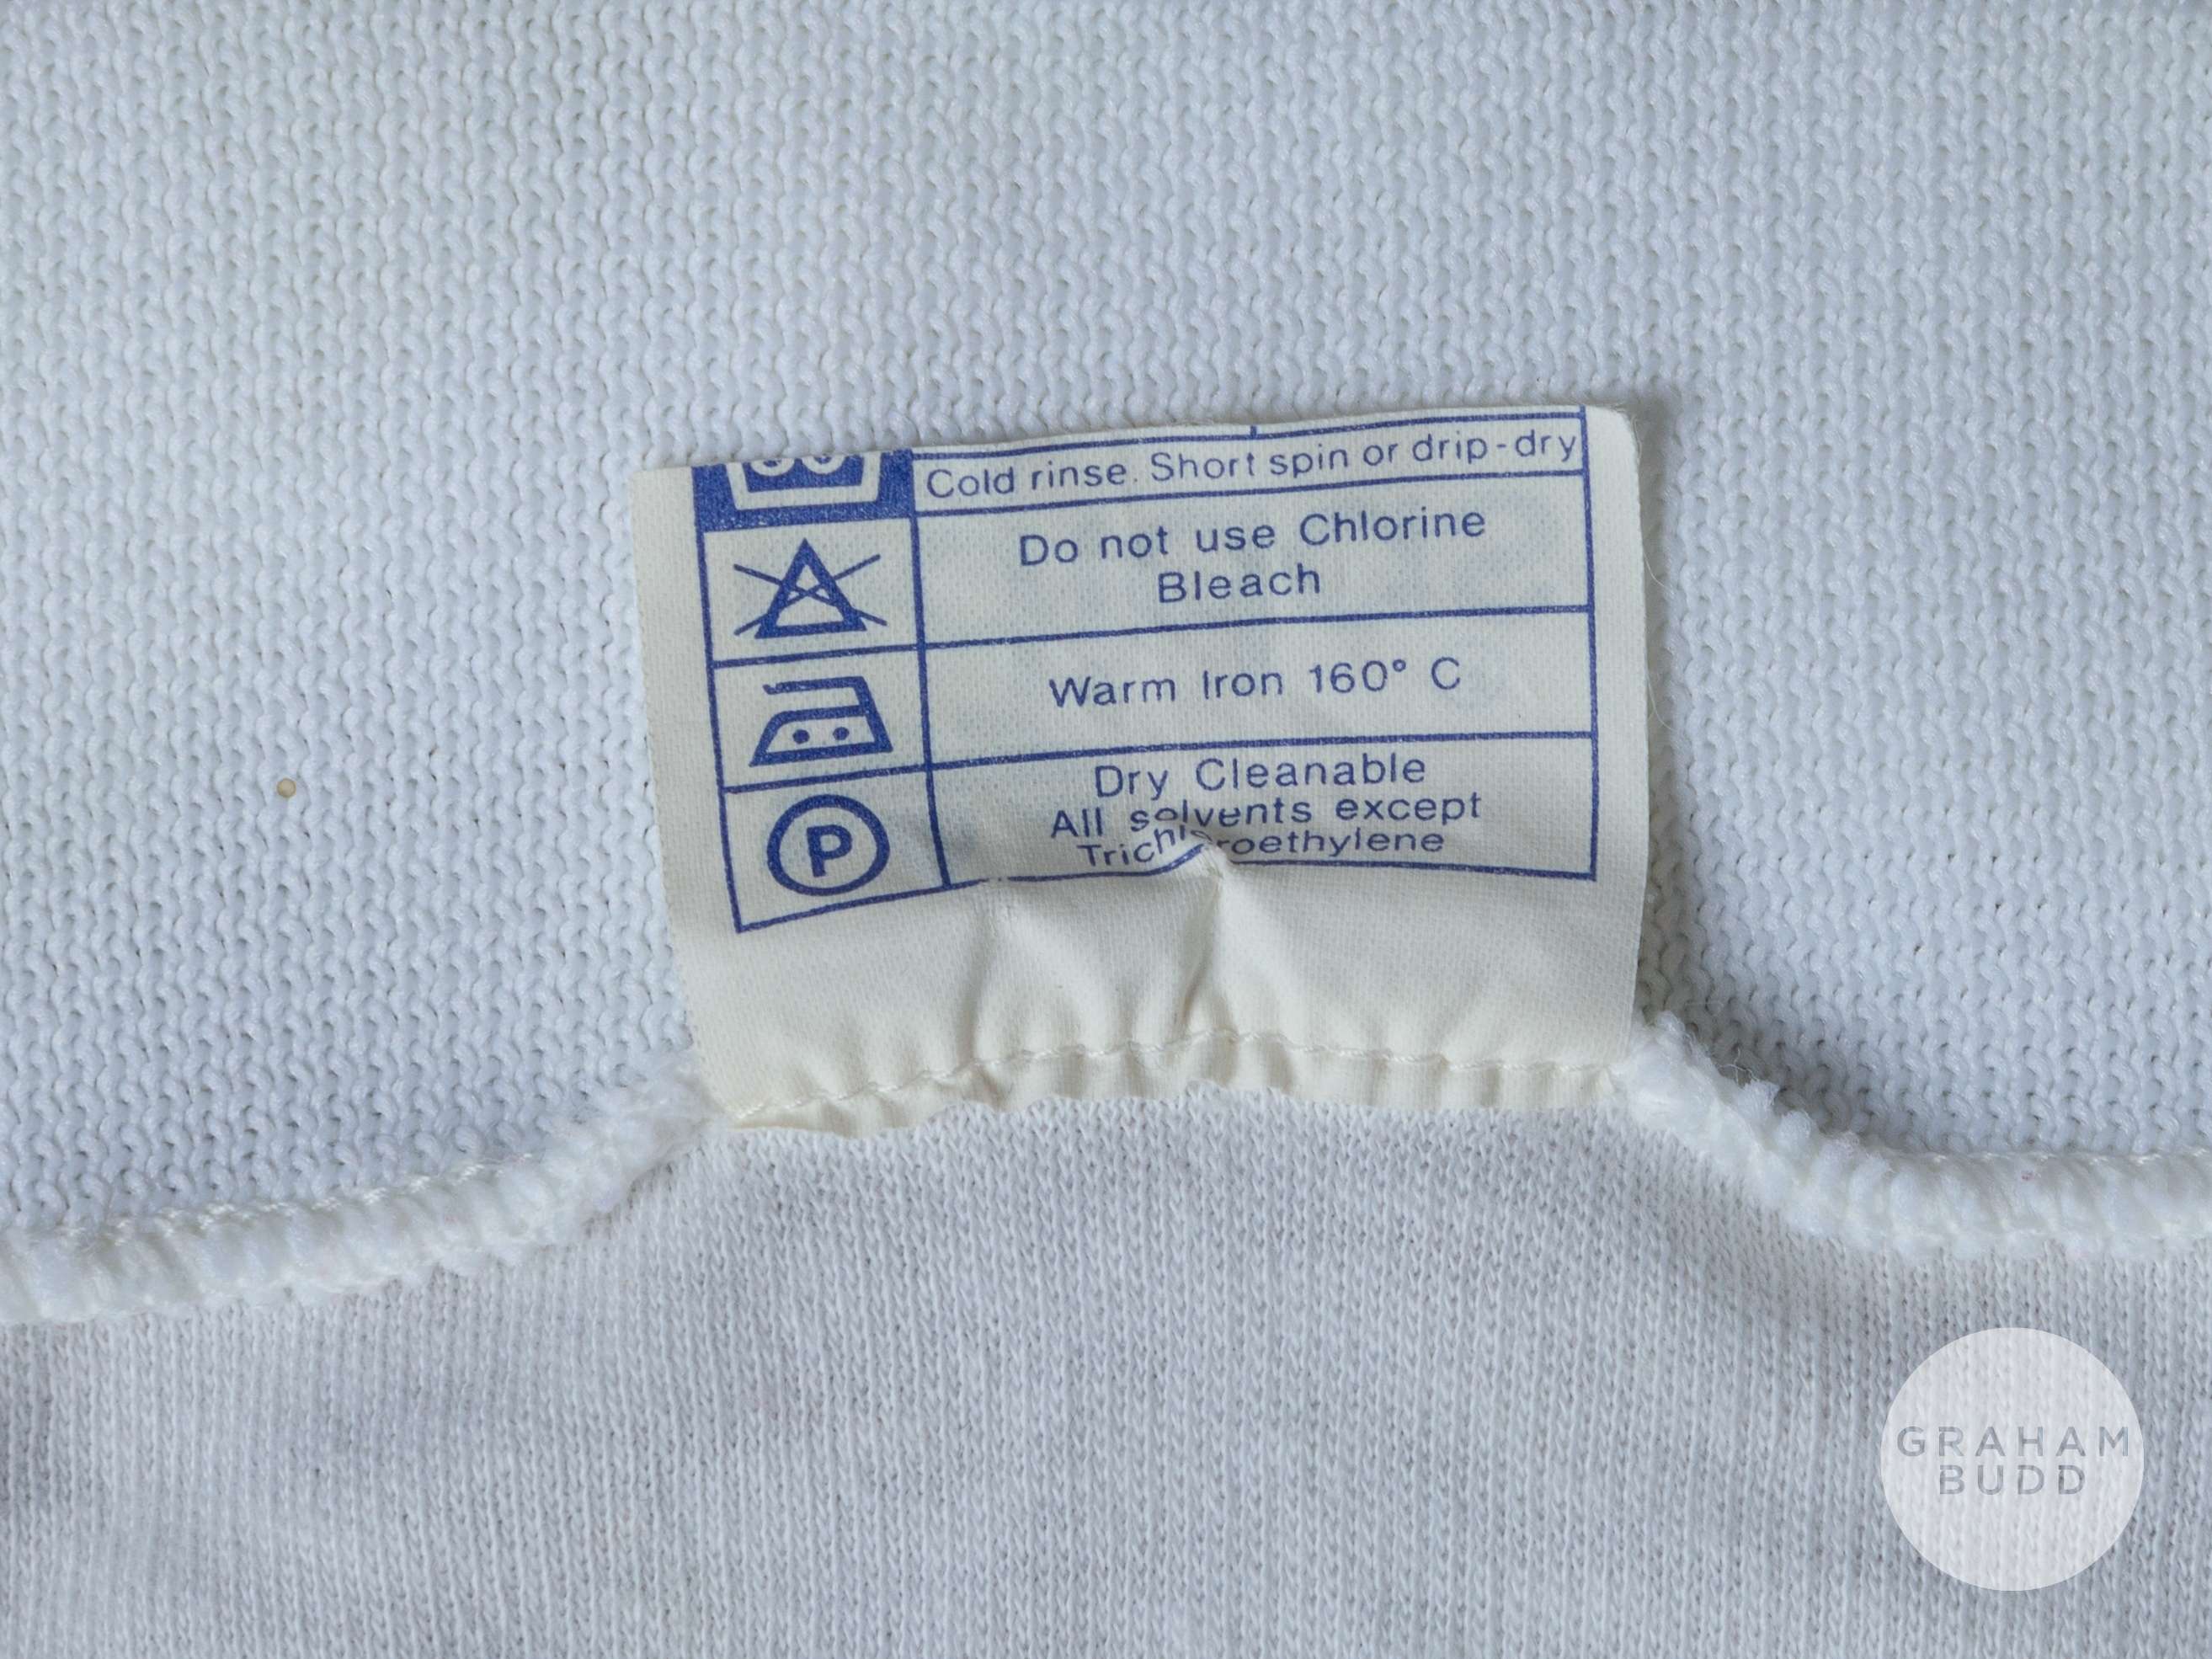 Cold rinse. Short spin or drip-dry
Do not use Chlorine
Bleach
Warm Iron 160° C
P
Dry Cleanable
All solvents except
Trichloroethylene
GRAHAM
BUDD